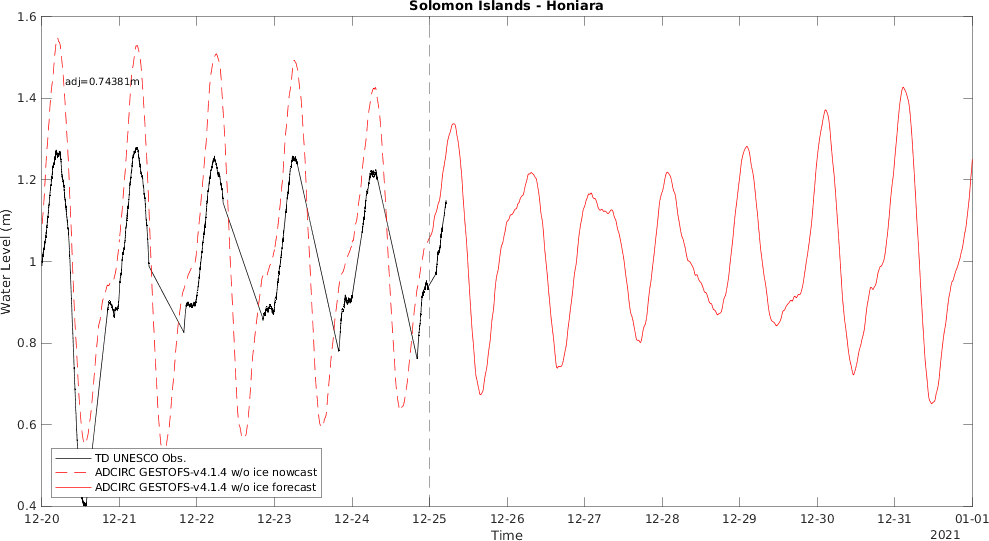 Solomon Islands - Honiara
1.6
1.4
1.2
1
0.8
0.6
0.4
Water Level (m)
adj=0.74381m
TD UNESCO Obs.
ADCIRC GESTOFS-v4.1.4 w/o ice nowcast
ADCIRC GESTOFS-v4.1.4 w/o ice forecast
12-20 12-21 12-22 12-23 12-24 12-25 12-26 12-27 12-28 12-29 12-30 12-31 01-01
Time
2021